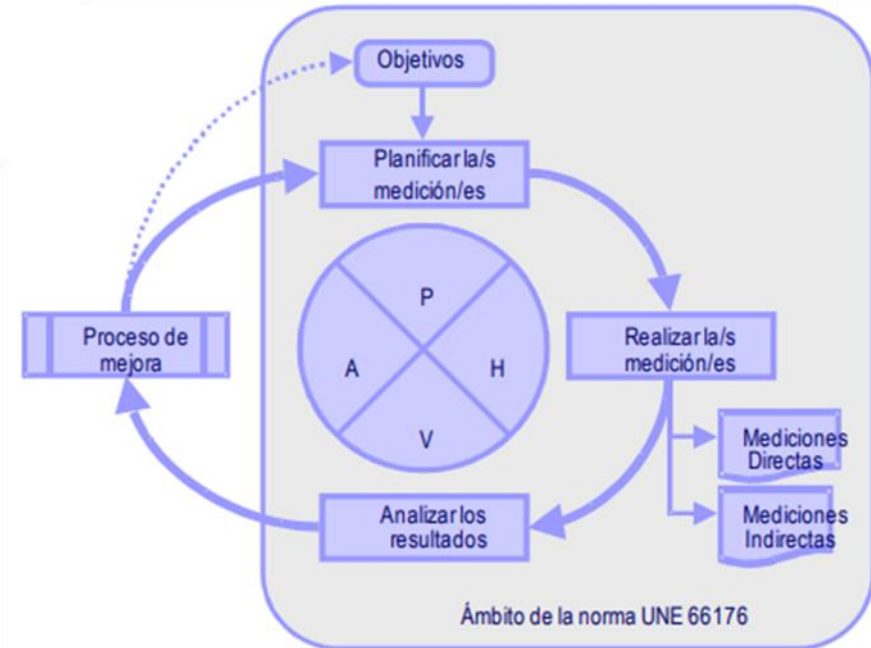 Objetivos
Planificar la/s
medición/es
Proceso de
mejora
P
A
H
V
Realizar la/s
medición/es
Mediciones
Directas
Mediciones
Indirectas
Analizar los
resultados
Ámbito de la norma UNE 66176